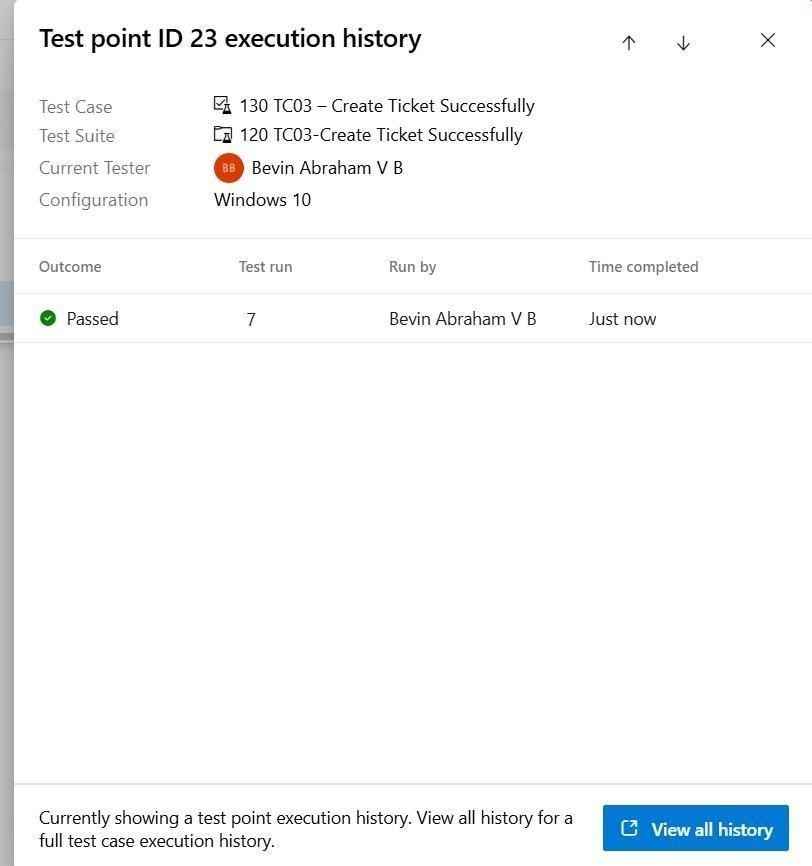 Test point ID 23 execution history
Test Case 130 TC03 – Create Ticket Successfully
Test Suite 120 TC03-Create Ticket Successfully
Current Tester BB Bevin Abraham V B
Configuration Windows 10
Outcome Test run Run by Time completed
Passed 7 Bevin Abraham V B Just now
Currently showing a test point execution history. View all history for a
full test case execution history.
View all history